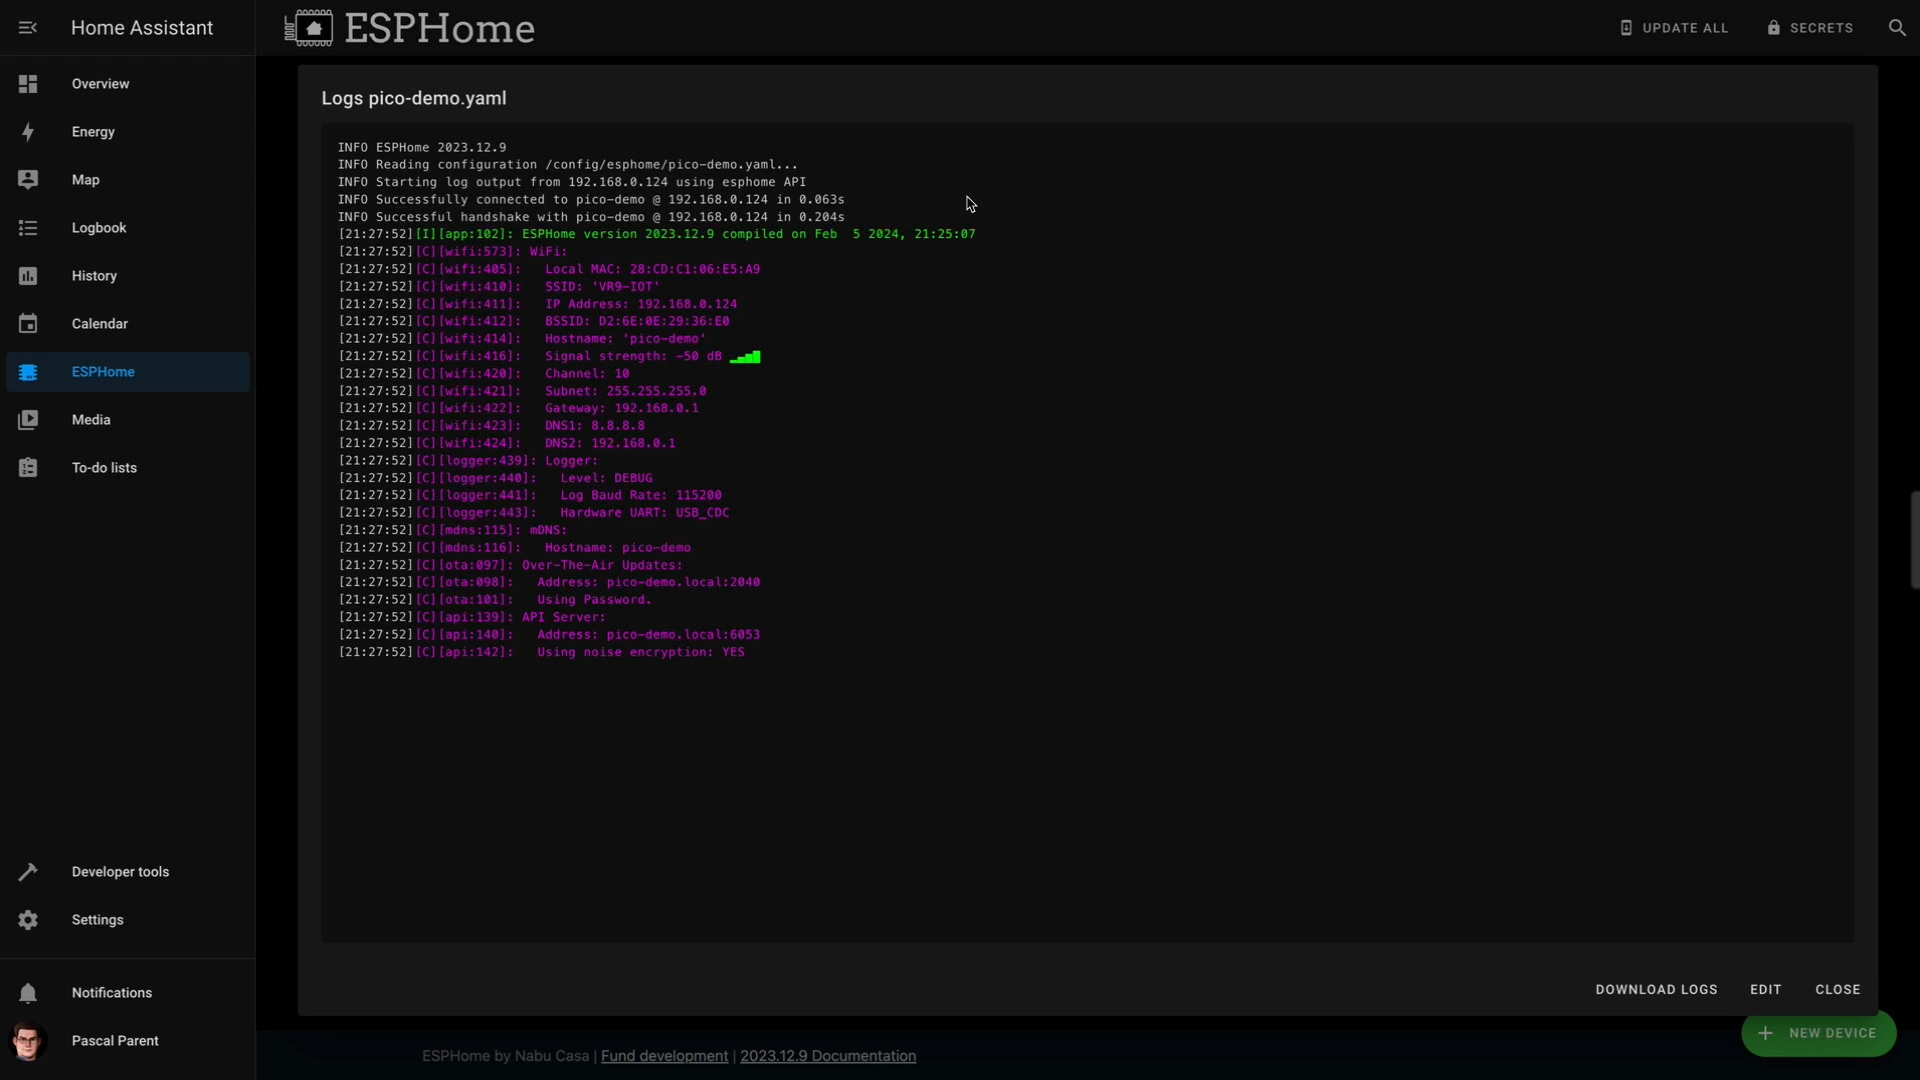 Home Assistant
ESPHome
UPDATE ALL
SECRETS
Overview
Energy
Map
Logbook
History
Calendar
ESPHome
Media
To-do lists
Developer tools
Settings
Notifications
Pascal Parent
Logs pico-demo.yaml
INFO ESPHome 2023.12.9
INFO Reading configuration /config/esphome/pico-demo.yaml...
INFO Starting log output from 192.168.0.124 using esphome API
INFO Successfully connected to pico-demo @ 192.168.0.124 in 0.063s
INFO Successful handshake with pico-demo @ 192.168.0.124 in 0.204s
[21:27:52][I][app:102]: ESPHome version 2023.12.9 compiled on Feb  5 2024, 21:25:07
[21:27:52][C][wifi:573]: WiFi:
[21:27:52][C][wifi:405]:   Local MAC: 28:CD:C1:06:E5:A9
[21:27:52][C][wifi:410]:   SSID: 'VR9-IOT'
[21:27:52][C][wifi:411]:   IP Address: 192.168.0.124
[21:27:52][C][wifi:412]:   BSSID: D2:6E:0E:29:36:E0
[21:27:52][C][wifi:414]:   Hostname: 'pico-demo'
[21:27:52][C][wifi:416]:   Signal strength: -50 dB ▂▄▆█
[21:27:52][C][wifi:420]:   Channel: 10
[21:27:52][C][wifi:421]:   Subnet: 255.255.255.0
[21:27:52][C][wifi:422]:   Gateway: 192.168.0.1
[21:27:52][C][wifi:423]:   DNS1: 8.8.8.8
[21:27:52][C][wifi:424]:   DNS2: 192.168.0.1
[21:27:52][C][logger:439]: Logger:
[21:27:52][C][logger:440]:   Level: DEBUG
[21:27:52][C][logger:441]:   Log Baud Rate: 115200
[21:27:52][C][logger:443]:   Hardware UART: USB_CDC
[21:27:52][C][mdns:115]: mDNS:
[21:27:52][C][mdns:116]:   Hostname: pico-demo
[21:27:52][C][ota:097]: Over-The-Air Updates:
[21:27:52][C][ota:098]:   Address: pico-demo.local:2040
[21:27:52][C][ota:101]:   Using Password.
[21:27:52][C][api:139]: API Server:
[21:27:52][C][api:140]:   Address: pico-demo.local:6053
[21:27:52][C][api:142]:   Using noise encryption: YES
DOWNLOAD LOGS
EDIT
CLOSE
NEW DEVICE
ESPHome by Nabu Casa | Fund development | 2023.12.9 Documentation